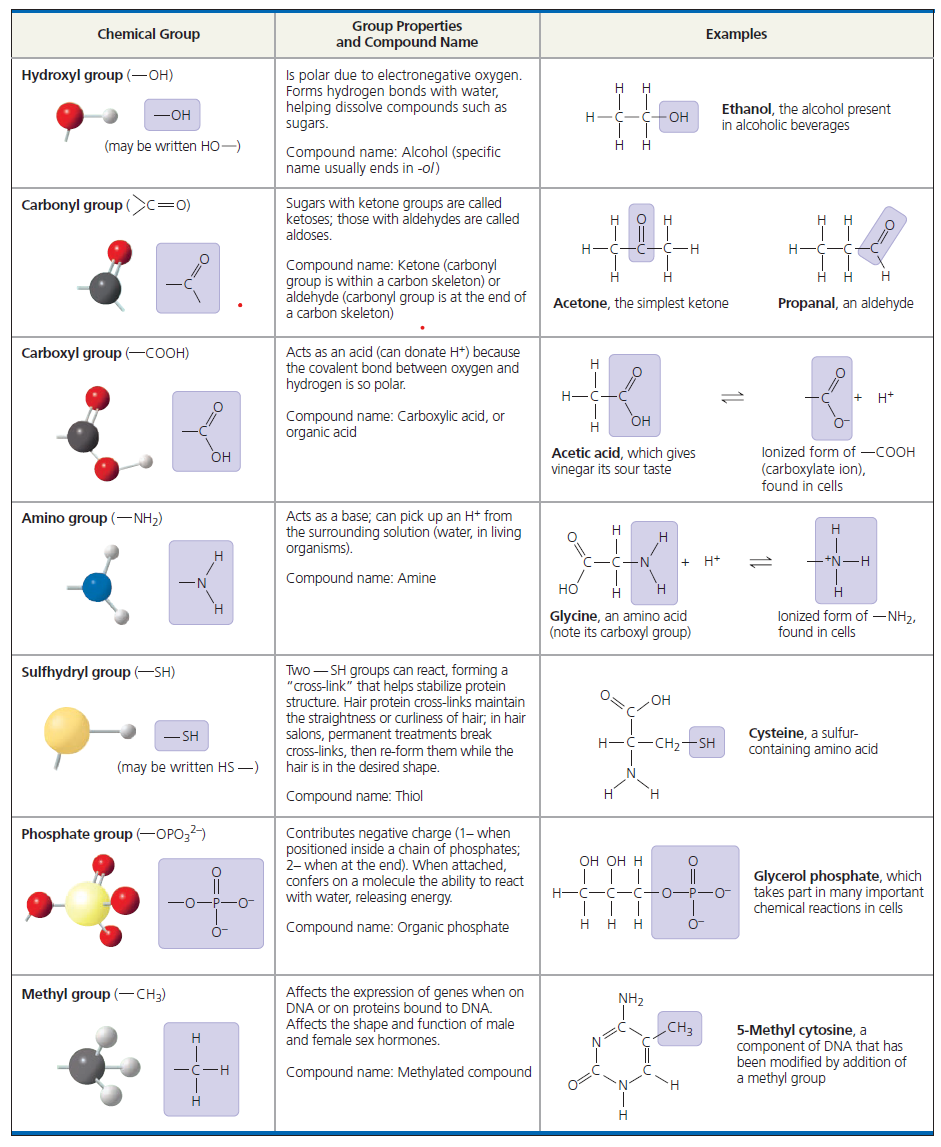 Chemical Group
Group Properties
and Compound Name
Examples
Hydroxyl group (—OH)
—OH
(may be written HO—)
Is polar due to electronegative oxygen.
Forms hydrogen bonds with water,
helping dissolve compounds such as
sugars.
Compound name: Alcohol (specific
name usually ends in -ol)
H H
H—C—C—OH
H H
Ethanol, the alcohol present
in alcoholic beverages
Carbonyl group (>C=O)
O
—C
Sugars with ketone groups are called
ketoses; those with aldehydes are called
aldoses.
Compound name: Ketone (carbonyl
group is within a carbon skeleton) or
aldehyde (carbonyl group is at the end of
a carbon skeleton)
H O H
H—C—C—C—H
H H
Acetone, the simplest ketone
H H O
H—C—C—C
H H H
Propanal, an aldehyde
Carboxyl group (—COOH)
O
—C
OH
Acts as an acid (can donate H⁺) because
the covalent bond between oxygen and
hydrogen is so polar.
Compound name: Carboxylic acid, or
organic acid
H O
H—C—C
H OH
Acetic acid, which gives
vinegar its sour taste
⇌
O
—C + H⁺
O⁻
Ionized form of —COOH
(carboxylate ion),
found in cells
Amino group (—NH₂)
H
—N
H
Acts as a base; can pick up an H⁺ from
the surrounding solution (water, in living
organisms).
Compound name: Amine
O H H
C—C—N + H⁺
HO H H
Glycine, an amino acid
(note its carboxyl group)
⇌
H
—⁺N—H
H
Ionized form of —NH₂,
found in cells
Sulfhydryl group (—SH)
—SH
(may be written HS—)
Two —SH groups can react, forming a
“cross-link” that helps stabilize protein
structure. Hair protein cross-links maintain
the straightness or curliness of hair; in hair
salons, permanent treatments break
cross-links, then re-form them while the
hair is in the desired shape.
Compound name: Thiol
O OH
C
H—C—CH₂—SH
N
H H
Cysteine, a sulfur-
containing amino acid
Phosphate group (—OPO₃²⁻)
O
—O—P—O⁻
O⁻
Contributes negative charge (1– when
positioned inside a chain of phosphates;
2– when at the end). When attached,
confers on a molecule the ability to react
with water, releasing energy.
Compound name: Organic phosphate
OH OH H O
H—C—C—C—O—P—O⁻
H H H O⁻
Glycerol phosphate, which
takes part in many important
chemical reactions in cells
Methyl group (—CH₃)
H
—C—H
H
Affects the expression of genes when on
DNA or on proteins bound to DNA.
Affects the shape and function of male
and female sex hormones.
Compound name: Methylated compound
NH₂
C CH₃
N C
C C
O N H
H
5-Methyl cytosine, a
component of DNA that has
been modified by addition of
a methyl group